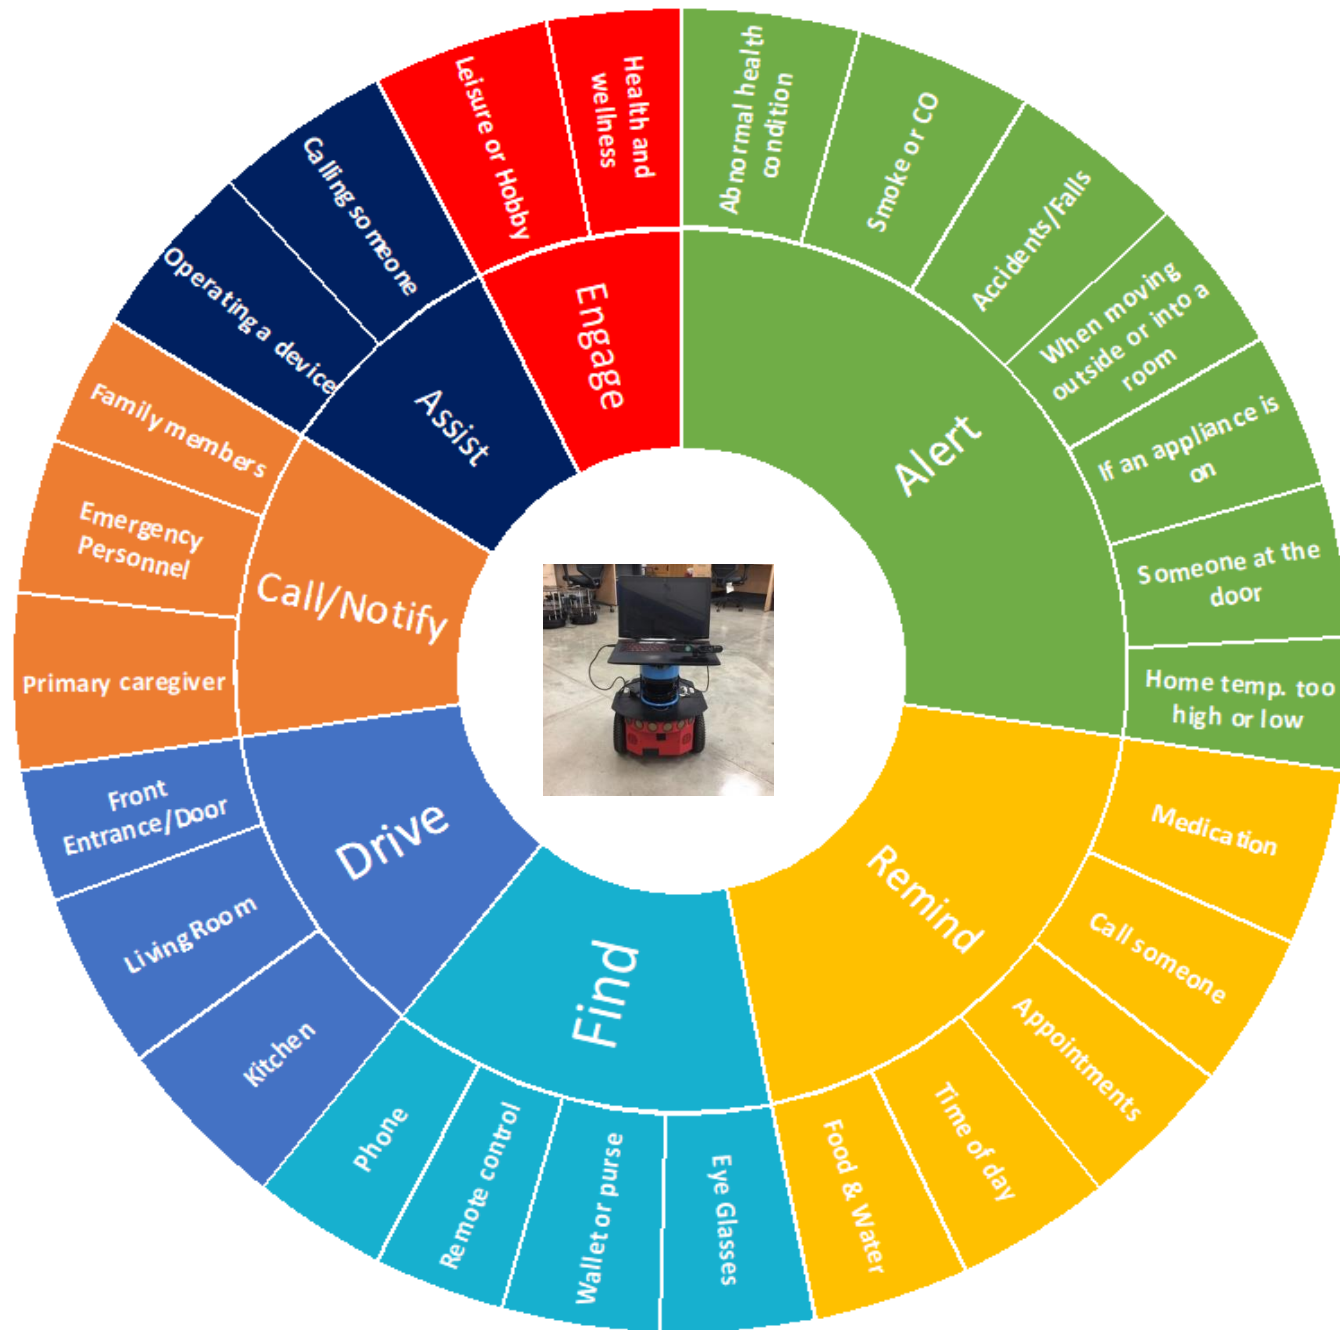 Alert
Abnormal health
condition
Smoke or CO
Accidents/Falls
When moving
outside or into a
room
If an appliance is
on
Someone at the
door
Home temp. too
high or low
Remind
Medication
Call someone
Appointments
Time of day
Food & Water
Find
Eye Glasses
Wallet or purse
Remote control
Phone
Drive
Kitchen
Living Room
Front
Entrance/Door
Call/Notify
Primary caregiver
Emergency
Personnel
Family members
Assist
Operating a device
Calling someone
Engage
Leisure or Hobby
Health and
wellness